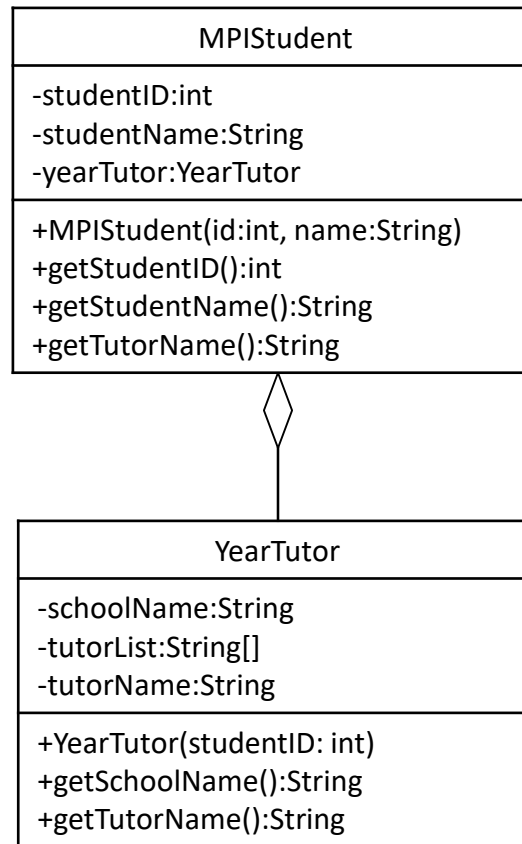 MPIStudent
-studentID:int
-studentName:String
-yearTutor:YearTutor
+MPIStudent(id:int, name:String)
+getStudentID():int
+getStudentName():String
+getTutorName():String
YearTutor
-schoolName:String
-tutorList:String[]
-tutorName:String
+YearTutor(studentID: int)
+getSchoolName():String
+getTutorName():String